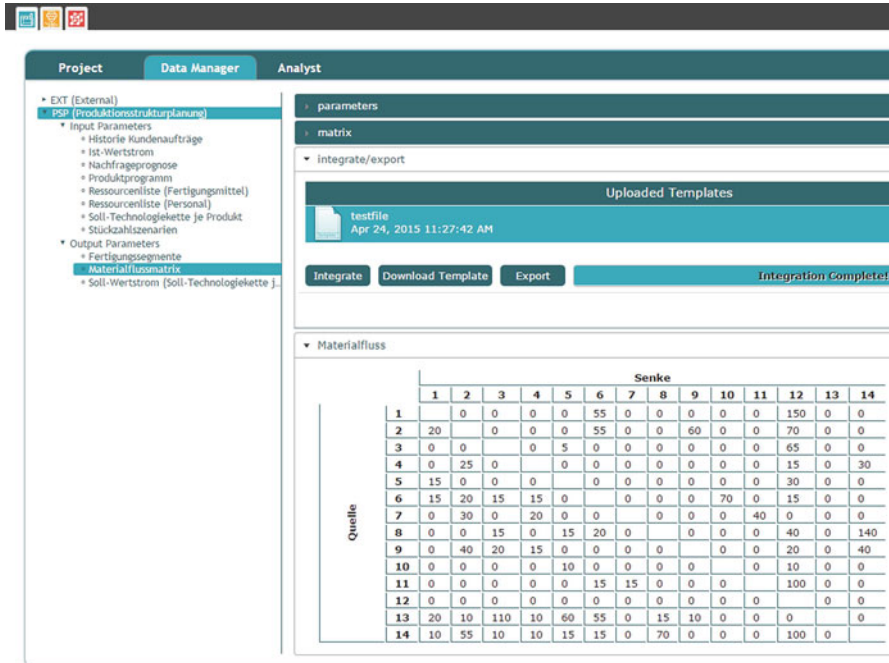 Project Data Manager Analyst
EXT (External)
PSP (Produktionsstrukturplanung)
Input Parameters
Historie Kundenaufträge
Ist-Wertstrom
Nachfrageprognose
Produktprogramm
Ressourcenliste (Fertigungsmittel)
Ressourcenliste (Personal)
Soll-Technologiekette je Produkt
Stückzahlszenarien
Output Parameters
Fertigungssegmente
Materialflussmatrix
Soll-Wertstrom (Soll-Technologiekette j...
parameters
matrix
integrate/export
Uploaded Templates
testfile
Apr 24, 2015 11:27:42 AM
Integrate Download Template Export Integration Complete!
Materialfluss
Senke
1 2 3 4 5 6 7 8 9 10 11 12 13 14
Quelle
1 0 0 0 0 55 0 0 0 0 0 150 0 0
2 20 0 0 0 55 0 0 60 0 0 70 0 0
3 0 0 0 5 0 0 0 0 0 0 65 0 0
4 0 25 0 0 0 0 0 0 0 0 15 0 30
5 15 0 0 0 0 0 0 0 0 0 30 0 0
6 15 20 15 15 0 0 0 0 70 0 15 0 0
7 0 30 0 20 0 0 0 0 0 40 0 0 0
8 0 0 15 0 15 20 0 0 0 0 40 0 140
9 0 40 20 15 0 0 0 0 0 0 20 0 40
10 0 0 0 0 10 0 0 0 0 0 10 0 0
11 0 0 0 0 0 15 15 0 0 0 100 0 0
12 0 0 0 0 0 0 0 0 0 0 0 0 0
13 20 10 110 10 60 55 0 15 10 0 0 0 0
14 10 55 10 10 15 15 0 70 0 0 0 100 0